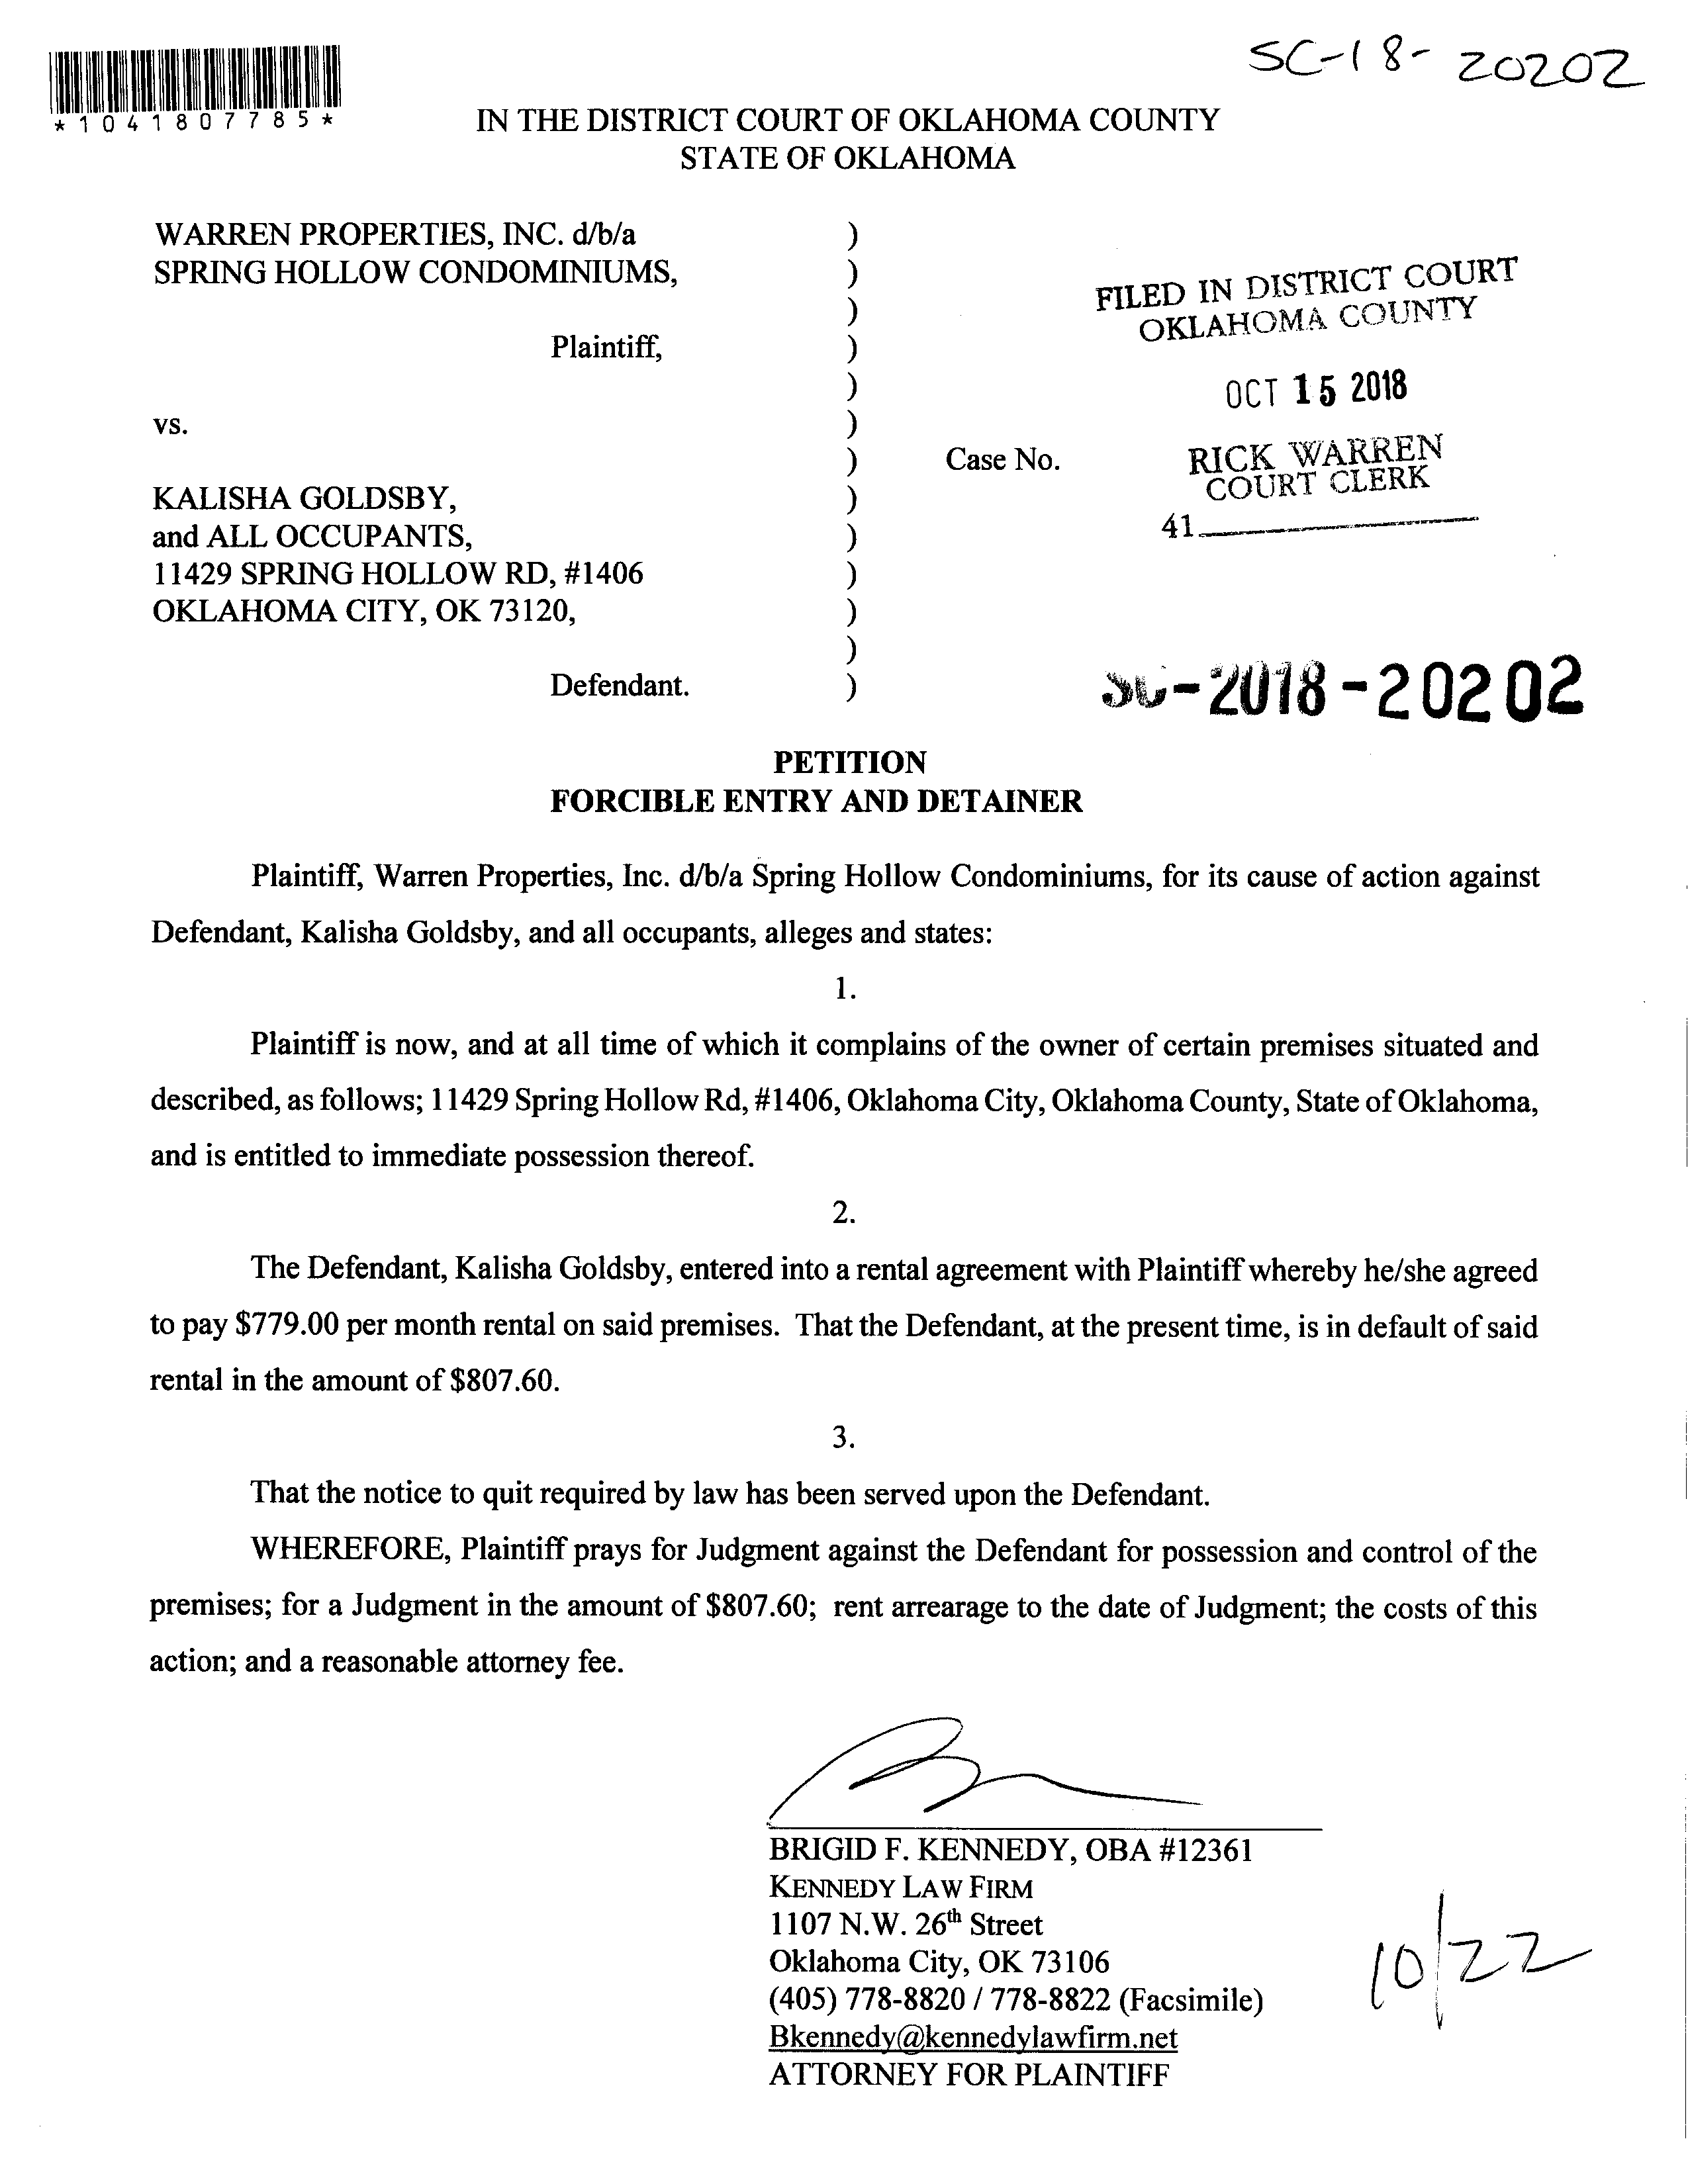 SC-18-20202
*1041807785*
IN THE DISTRICT COURT OF OKLAHOMA COUNTY
STATE OF OKLAHOMA
WARREN PROPERTIES, INC. d/b/a )
SPRING HOLLOW CONDOMINIUMS, )
)
Plaintiff, )
)
vs. )
)
KALISHA GOLDSBY, )
and ALL OCCUPANTS, )
11429 SPRING HOLLOW RD, #1406 )
OKLAHOMA CITY, OK 73120, )
)
Defendant. )
FILED IN DISTRICT COURT
OKLAHOMA COUNTY
OCT 15 2018
Case No.
RICK WARREN
COURT CLERK
41
SC-2018-20202
PETITION
FORCIBLE ENTRY AND DETAINER
Plaintiff, Warren Properties, Inc. d/b/a Spring Hollow Condominiums, for its cause of action against
Defendant, Kalisha Goldsby, and all occupants, alleges and states:
1.
Plaintiff is now, and at all time of which it complains of the owner of certain premises situated and
described, as follows; 11429 Spring Hollow Rd, #1406, Oklahoma City, Oklahoma County, State of Oklahoma,
and is entitled to immediate possession thereof.
2.
The Defendant, Kalisha Goldsby, entered into a rental agreement with Plaintiff whereby he/she agreed
to pay $779.00 per month rental on said premises. That the Defendant, at the present time, is in default of said
rental in the amount of $807.60.
3.
That the notice to quit required by law has been served upon the Defendant.
WHEREFORE, Plaintiff prays for Judgment against the Defendant for possession and control of the
premises; for a Judgment in the amount of $807.60; rent arrearage to the date of Judgment; the costs of this
action; and a reasonable attorney fee.
BRIGID F. KENNEDY, OBA #12361
KENNEDY LAW FIRM
1107 N.W. 26th Street
Oklahoma City, OK 73106
(405) 778-8820 / 778-8822 (Facsimile)
Bkennedy@kennedylawfirm.net
ATTORNEY FOR PLAINTIFF
10/22